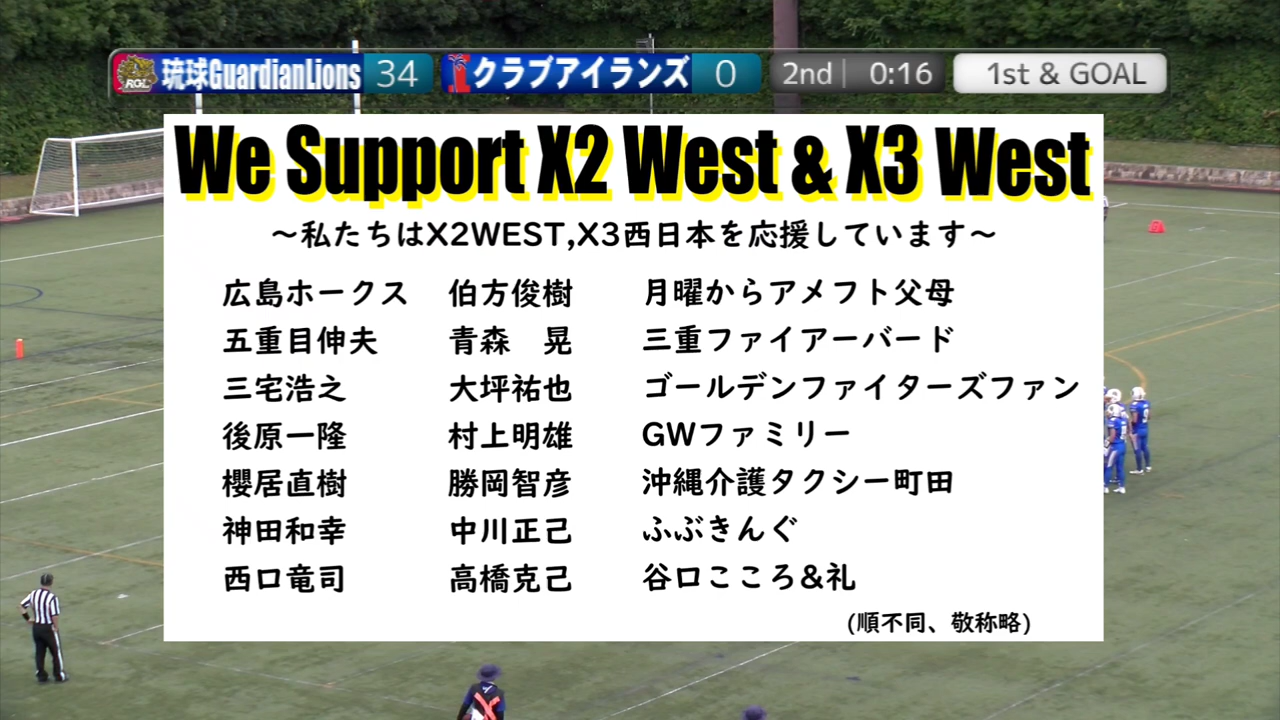 RGL 琉球GuardianLions 34 クラブアイランズ 0 2nd 0:16 1st & GOAL
We Support X2 West & X3 West
～私たちはX2WEST,X3西日本を応援しています～
広島ホークス 伯方俊樹 月曜からアメフト父母
五重目伸夫 青森　晃 三重ファイアーバード
三宅浩之 大坪祐也 ゴールデンファイターズファン
後原一隆 村上明雄 GWファミリー
櫻居直樹 勝岡智彦 沖縄介護タクシー町田
神田和幸 中川正己 ふぶきんぐ
西口竜司 高橋克己 谷口こころ&礼
(順不同、敬称略)